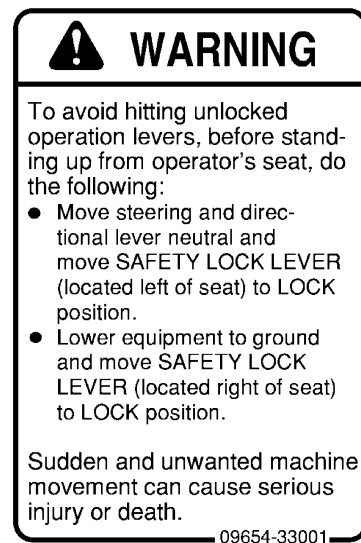 WARNING
To avoid hitting unlocked
operation levers, before stand-
ing up from operator's seat, do
the following:
● Move steering and direc-
tional lever neutral and
move SAFETY LOCK LEVER
(located left of seat) to LOCK
position.
● Lower equipment to ground
and move SAFETY LOCK
LEVER (located right of seat)
to LOCK position.
Sudden and unwanted machine
movement can cause serious
injury or death.
09654-33001